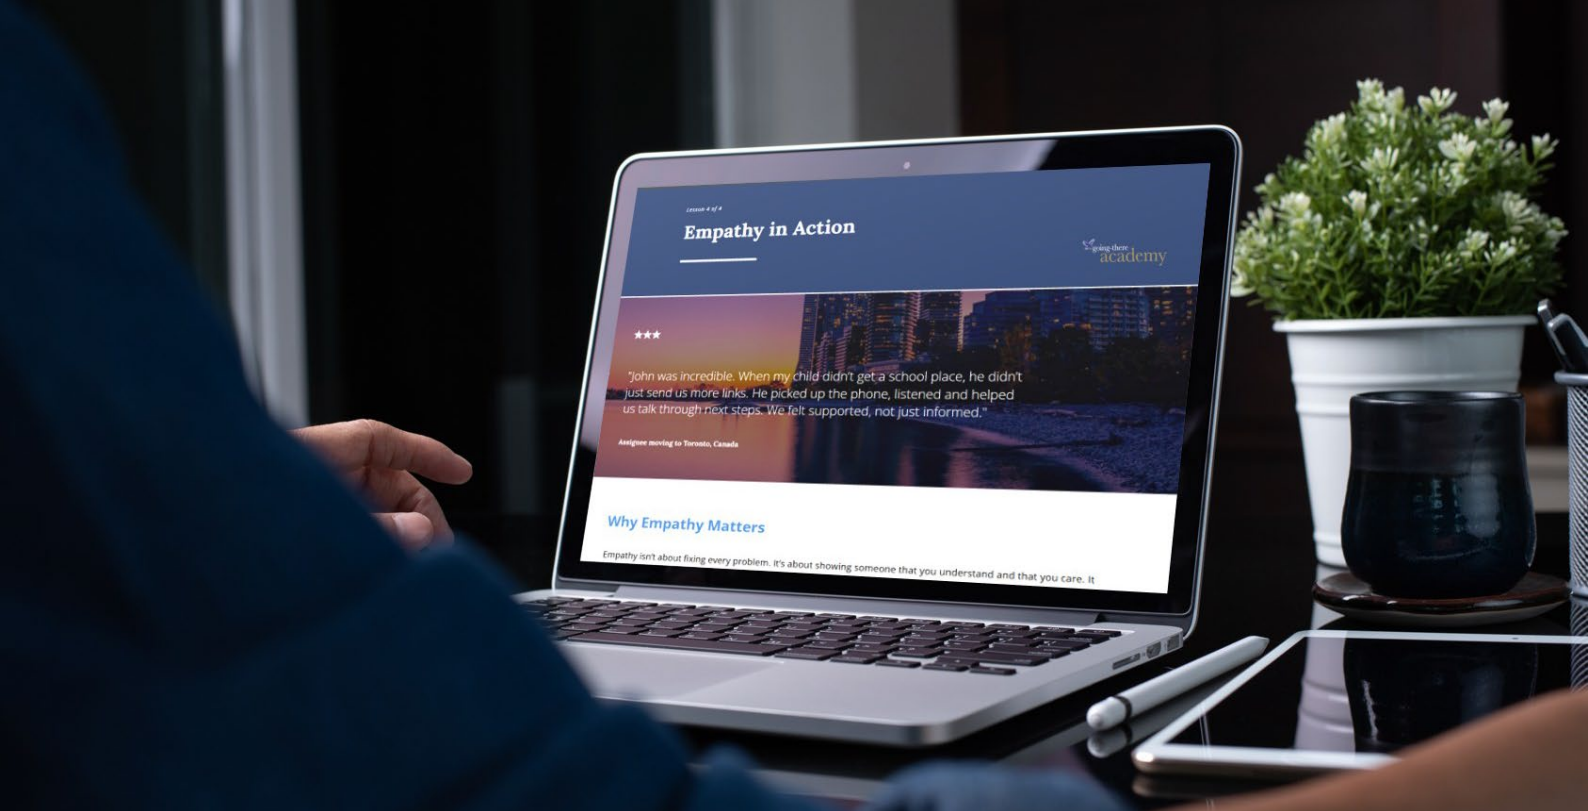 Lesson 4 of 4
Empathy in Action
going-there
academy
"John was incredible. When my child didn't get a school place, he didn't
just send us more links. He picked up the phone, listened and helped
us talk through next steps. We felt supported, not just informed."
Assignee moving to Toronto, Canada
Why Empathy Matters
Empathy isn't about fixing every problem. It's about showing someone that you understand and that you care. It